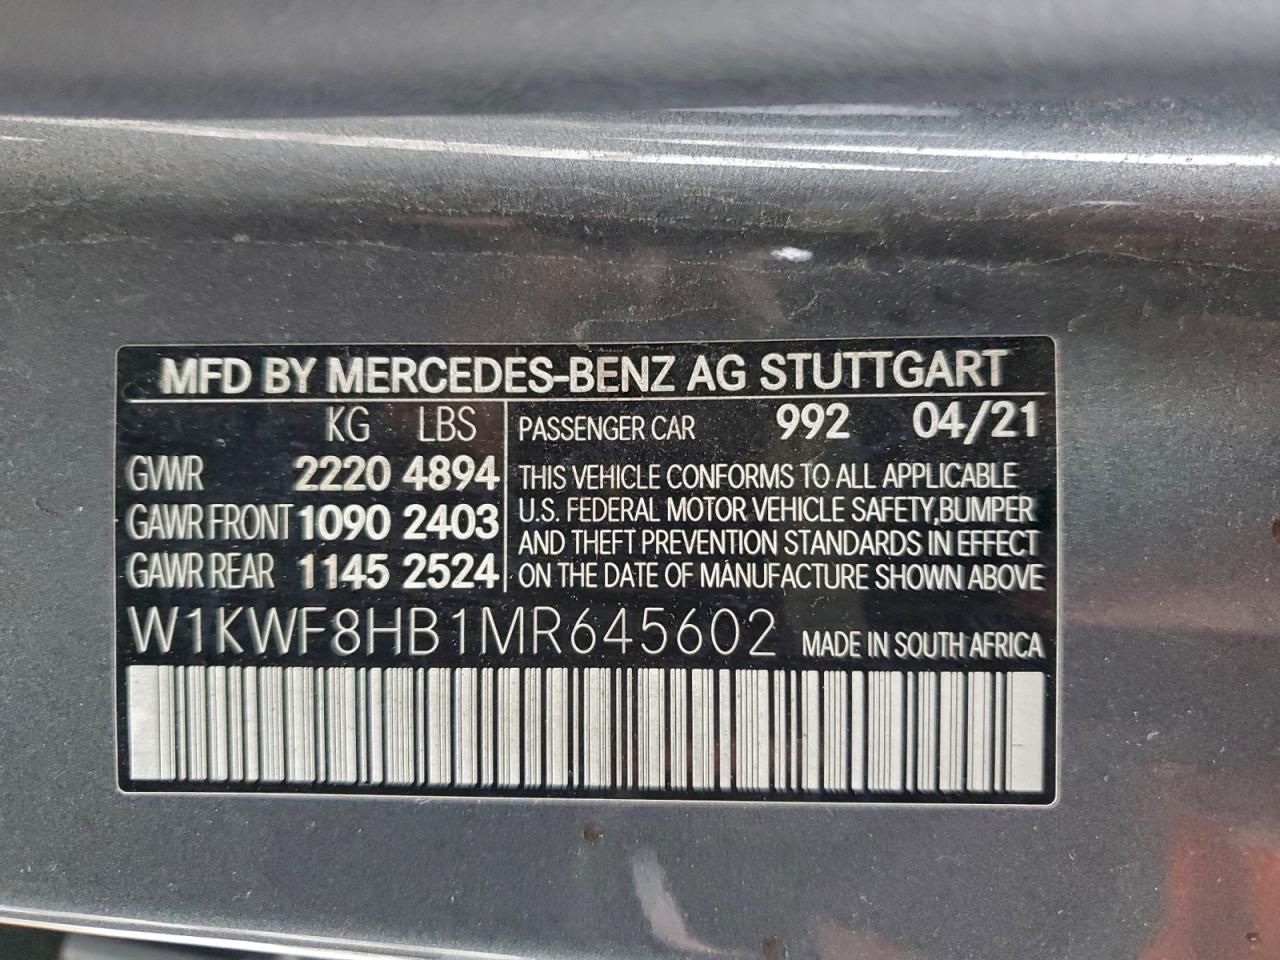 MFD BY MERCEDES-BENZ AG STUTTGART
KG LBS
GVWR 2220 4894
GAWR FRONT 1090 2403
GAWR REAR 1145 2524
PASSENGER CAR 992 04/21
THIS VEHICLE CONFORMS TO ALL APPLICABLE
U.S. FEDERAL MOTOR VEHICLE SAFETY, BUMPER
AND THEFT PREVENTION STANDARDS IN EFFECT
ON THE DATE OF MANUFACTURE SHOWN ABOVE
W1KWF8HB1MR645602 MADE IN SOUTH AFRICA